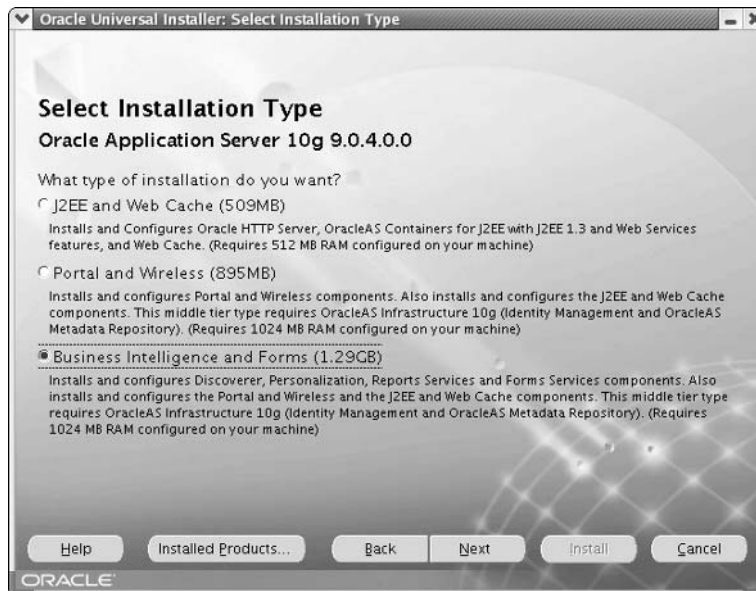 Oracle Universal Installer: Select Installation Type
Select Installation Type
Oracle Application Server 10g 9.0.4.0.0
What type of installation do you want?
J2EE and Web Cache (509MB)
Installs and Configures Oracle HTTP Server, OracleAS Containers for J2EE with J2EE 1.3 and Web Services
features, and Web Cache. (Requires 512 MB RAM configured on your machine)
Portal and Wireless (895MB)
Installs and configures Portal and Wireless components. Also installs and configures the J2EE and Web Cache
components. This middle tier type requires OracleAS Infrastructure 10g (Identity Management and OracleAS
Metadata Repository). (Requires 1024 MB RAM configured on your machine)
Business Intelligence and Forms (1.29GB)
Installs and configures Discoverer, Personalization, Reports Services and Forms Services components. Also
installs and configures the Portal and Wireless and the J2EE and Web Cache components. This middle tier type
requires OracleAS Infrastructure 10g (Identity Management and OracleAS Metadata Repository). (Requires
1024 MB RAM configured on your machine)
Help Installed Products... Back Next Install Cancel
ORACLE